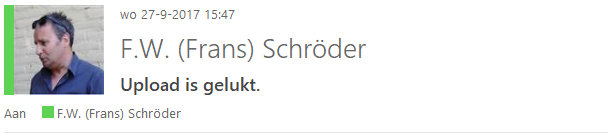 wo 27-9-2017 15:47
F.W. (Frans) Schröder
Upload is gelukt.
Aan F.W. (Frans) Schröder